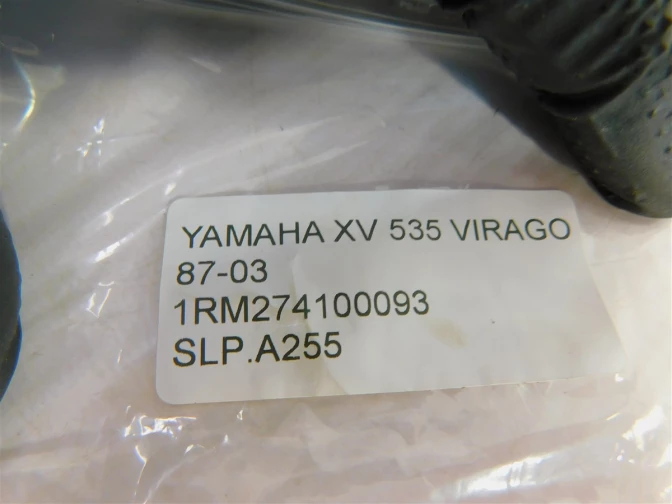 YAMAHA XV 535 VIRAGO
87-03
1RM274100093
SLP.A255